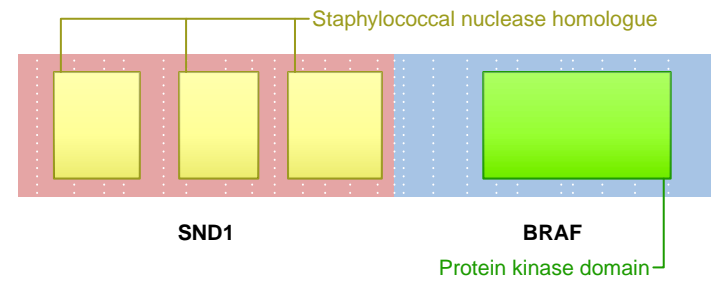 Staphylococcal nuclease homologue
SND1
BRAF
Protein kinase domain